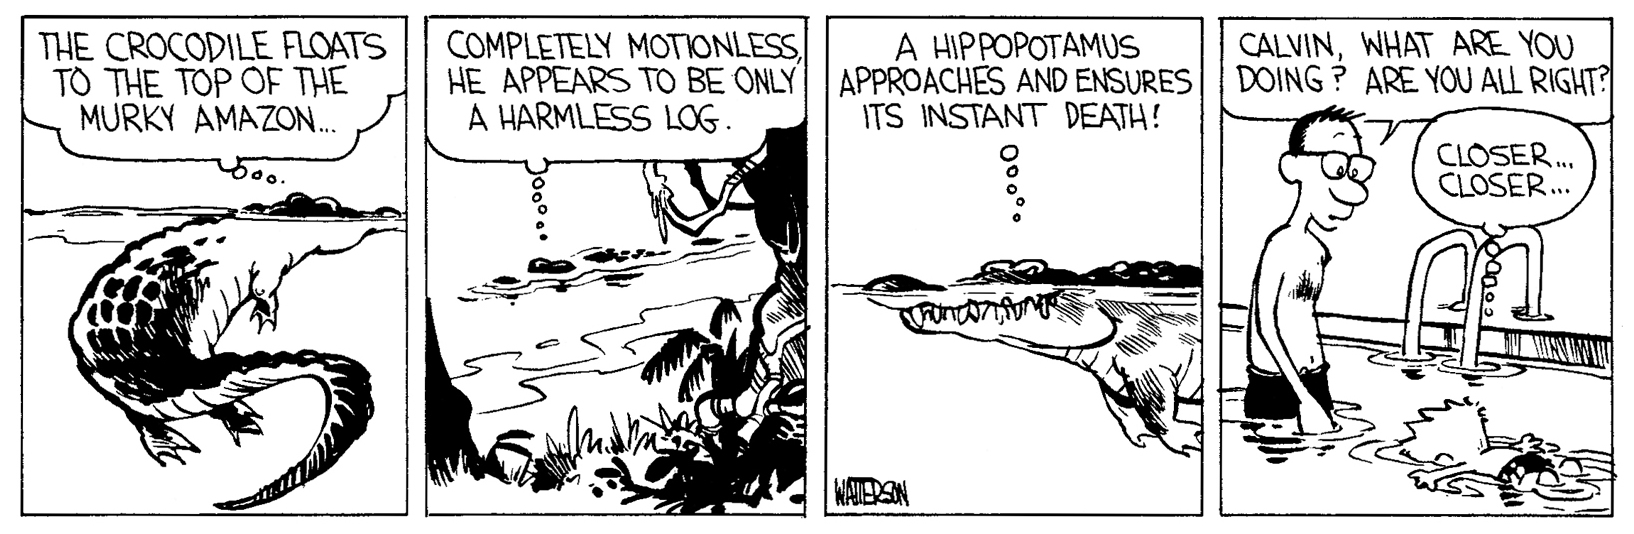 THE CROCODILE FLOATS
TO THE TOP OF THE
MURKY AMAZON...
COMPLETELY MOTIONLESS,
HE APPEARS TO BE ONLY
A HARMLESS LOG.
A HIPPOPOTAMUS
APPROACHES AND ENSURES
ITS INSTANT DEATH!
WATTERSON
CALVIN, WHAT ARE YOU
DOING? ARE YOU ALL RIGHT?
CLOSER...
CLOSER...